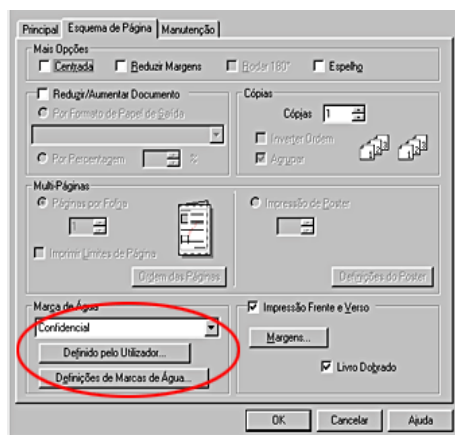 Principal Esquema de Página Manutenção
Mais Opções
Centrada Reduzir Margens Rodar 180° Espelho
Reduzir/Aumentar Documento
Por Formato de Papel de Saída
Por Percentagem %
Cópias
Cópias 1
Inverter Ordem
Agrupar
Multi-Páginas
Páginas por Folha
1
Imprimir Limites de Página
Ordem das Páginas
Impressão de Poster
Definições do Poster
Marca de Água
Confidencial
Definido pelo Utilizador...
Definições de Marcas de Água...
Impressão Frente e Verso
Margens...
Livro Dobrado
OK Cancelar Ajuda